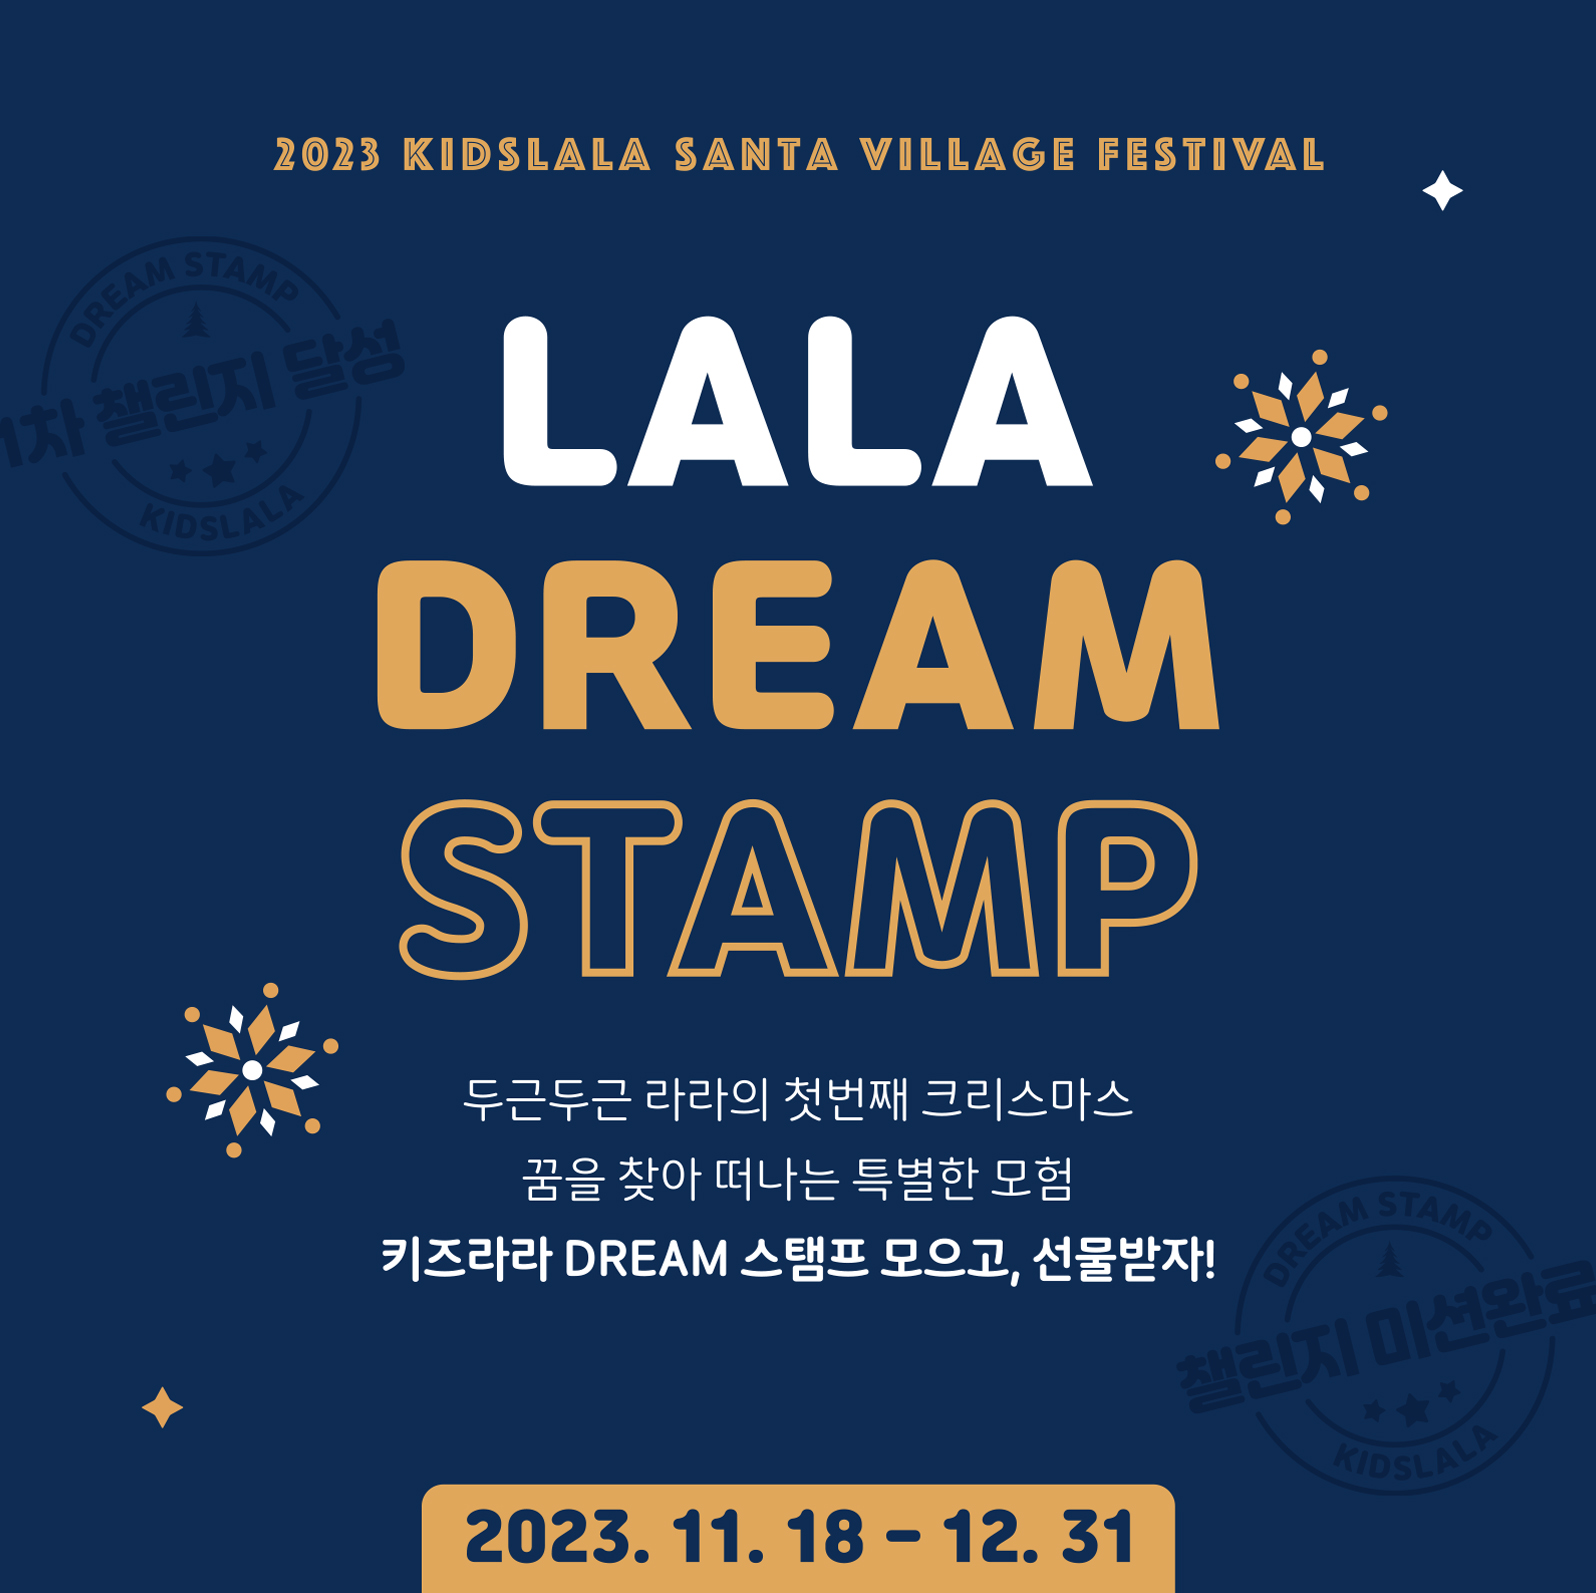 2023 KIDSLALA SANTA VILLAGE FESTIVAL
DREAM STAMP
1차 챌린지 달성
KIDSLALA
LALA
DREAM
STAMP
두근두근 라라의 첫번째 크리스마스
꿈을 찾아 떠나는 특별한 모험
키즈라라 DREAM 스탬프 모으고, 선물받자!
DREAM STAMP
챌린지 미션완료
KIDSLALA
2023. 11. 18 - 12. 31